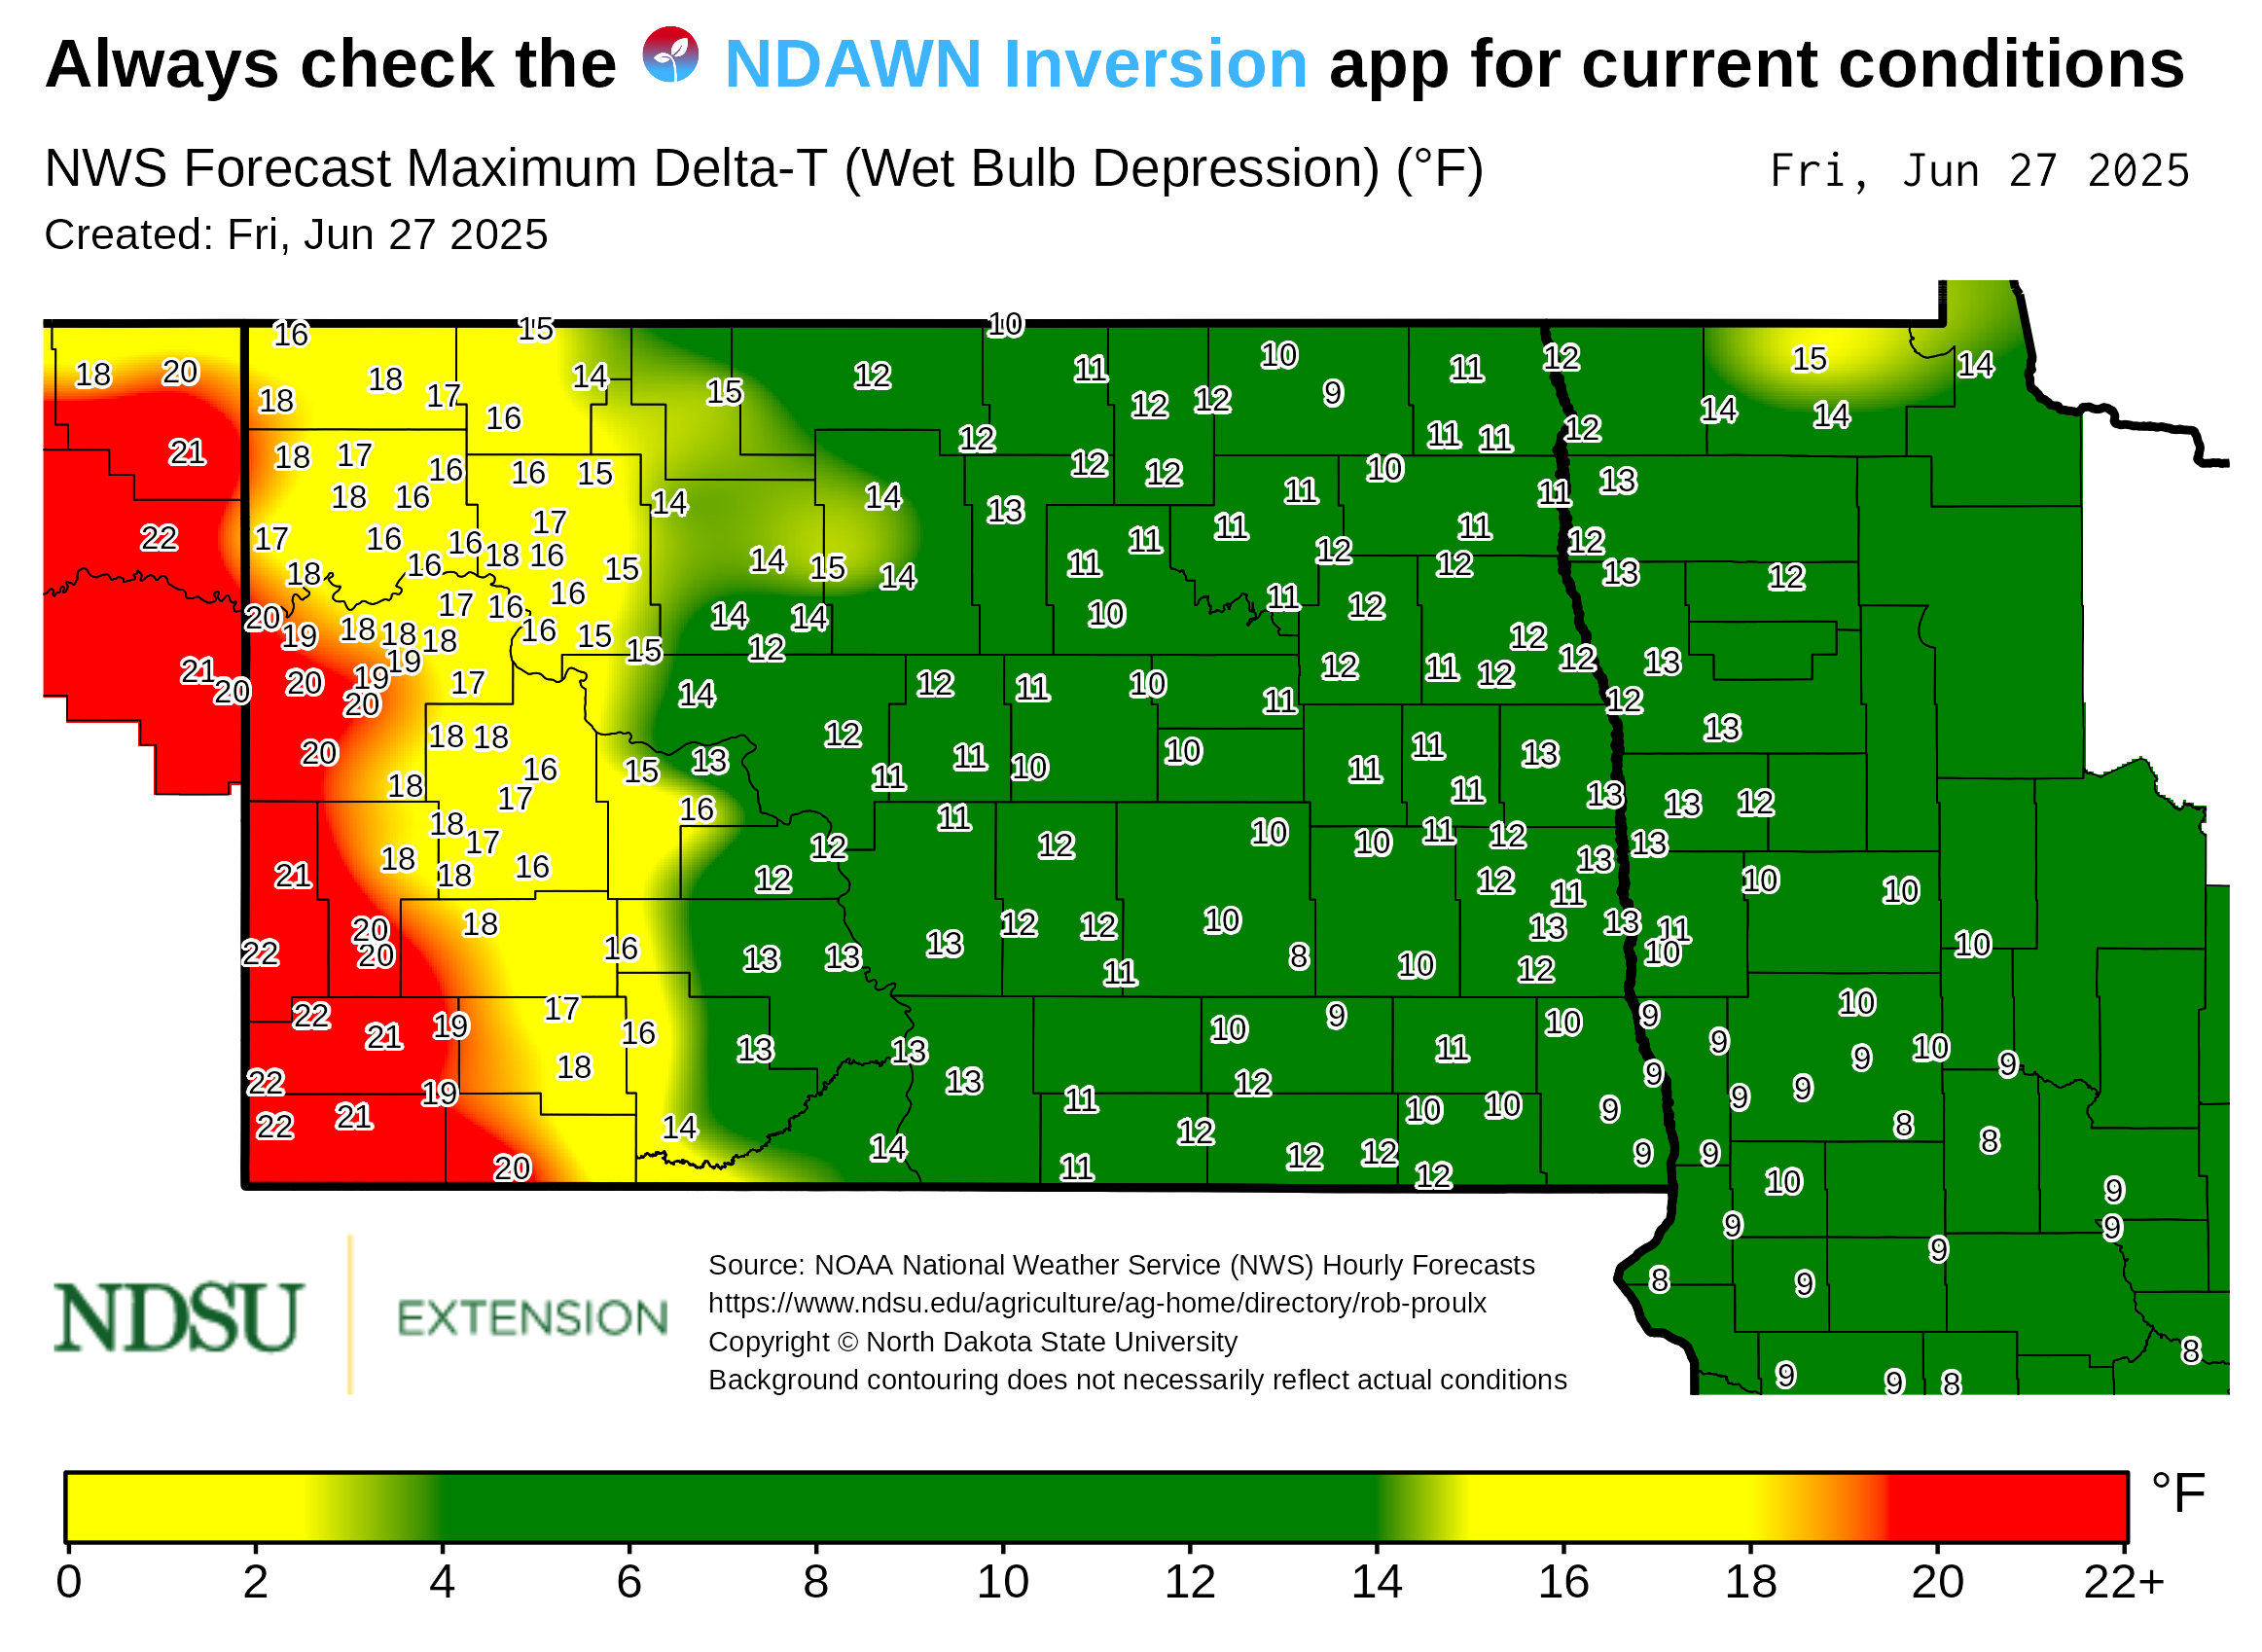 Always check the NDAWN Inversion app for current conditions
NWS Forecast Maximum Delta-T (Wet Bulb Depression) (°F)
Fri, Jun 27 2025
Created: Fri, Jun 27 2025
16 15 10
18 20 18 18 17 14 16 15 12 11 10 9 12 12 11 12 15 14
21 18 17 16 16 15 12 12 12 11 11 12 14 14
18 16 14 14 13 11 10 11 13
22 17 16 17 16 18 16 15 14 15 14 11 11 11 12 11 12 12
18 16 17 16 16 14 14 10 11 12 13 12
20 19 18 18 18 16 15 15 12 12 11 12 12 12 13
21 20 20 19 19 20 17 14 12 11 10 11 12
20 18 18 16 15 13 12 11 11 10 10 11 11 13 13
18 17 16 11 11 13 13 12
18 17 12 12 10 10 11 12 13 13
21 18 18 16 12 12 11 10 10
20 20 18 16 13 13 13 12 12 10 13 13 11 10
22 11 8 10 12 10
22 21 19 17 16 13 13 10 9 11 10 9 9 10
22 19 18 13 12 9 9 10 9
22 21 14 11 12 10 10 9 9 9 8
20 14 11 12 12 12 9 9 8
10 9
9 9 9
8 9
8
9 9 8
NDSU EXTENSION
Source: NOAA National Weather Service (NWS) Hourly Forecasts
https://www.ndsu.edu/agriculture/ag-home/directory/rob-proulx
Copyright © North Dakota State University
Background contouring does not necessarily reflect actual conditions
°F
0 2 4 6 8 10 12 14 16 18 20 22+